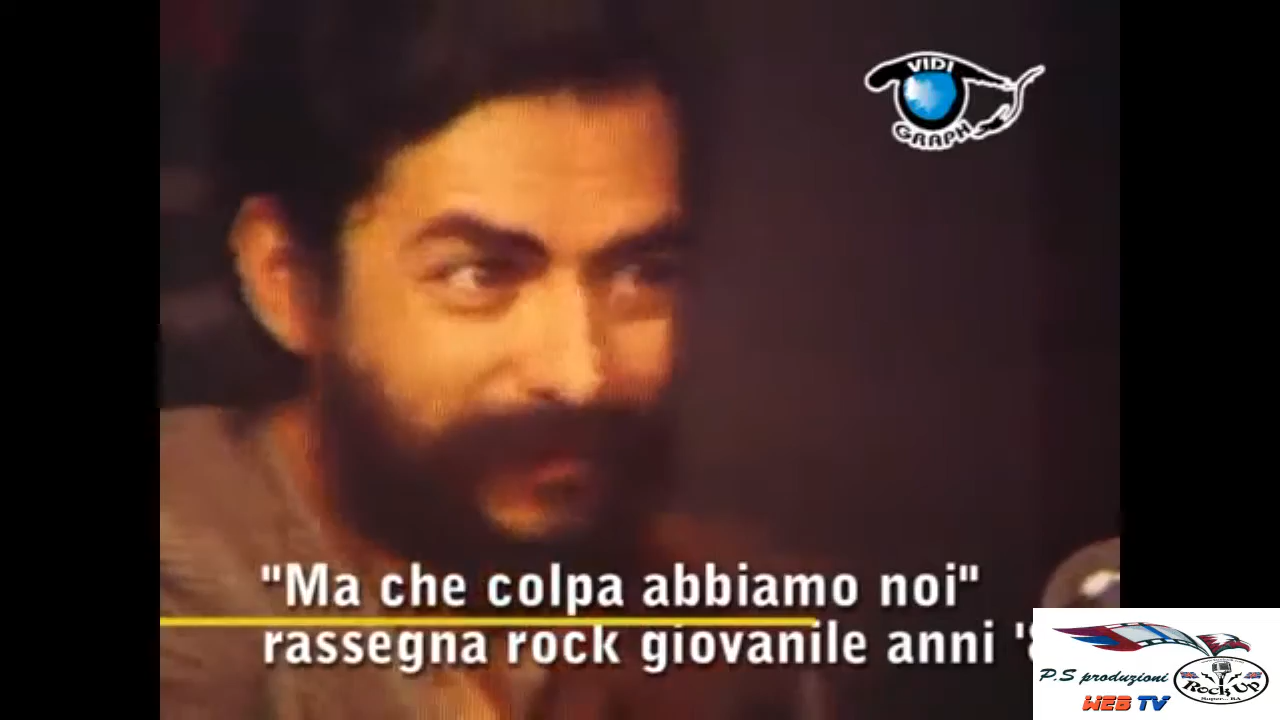 VIDI
GRAPH
"Ma che colpa abbiamo noi"
rassegna rock giovanile anni '8
P.S produzioni
WEB TV
Rock Up